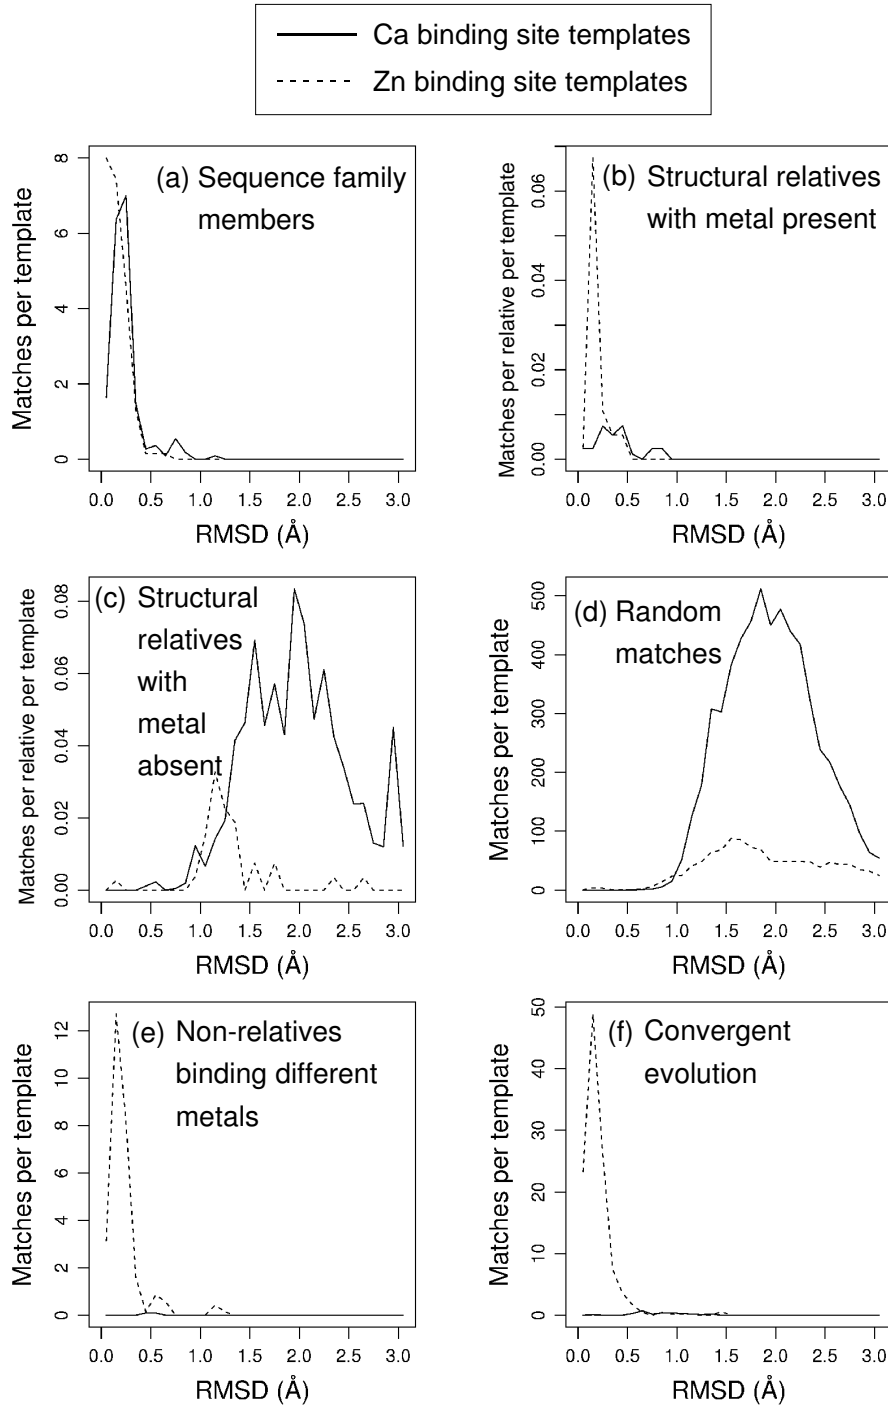 Ca binding site templates
Zn binding site templates
(a) Sequence family
members
Matches per template
0
2
4
6
8
0.0 0.5 1.0 1.5 2.0 2.5 3.0
RMSD (Å)
(b) Structural relatives
with metal present
Matches per relative per template
0.00
0.02
0.04
0.06
0.0 0.5 1.0 1.5 2.0 2.5 3.0
RMSD (Å)
(c) Structural
relatives
with
metal
absent
Matches per relative per template
0.00
0.02
0.04
0.06
0.08
0.0 0.5 1.0 1.5 2.0 2.5 3.0
RMSD (Å)
(d) Random
matches
Matches per template
0
100
200
300
400
500
0.0 0.5 1.0 1.5 2.0 2.5 3.0
RMSD (Å)
(e) Non-relatives
binding different
metals
Matches per template
0
2
4
6
8
10
12
0.0 0.5 1.0 1.5 2.0 2.5 3.0
RMSD (Å)
(f) Convergent
evolution
Matches per template
0
10
20
30
40
50
0.0 0.5 1.0 1.5 2.0 2.5 3.0
RMSD (Å)